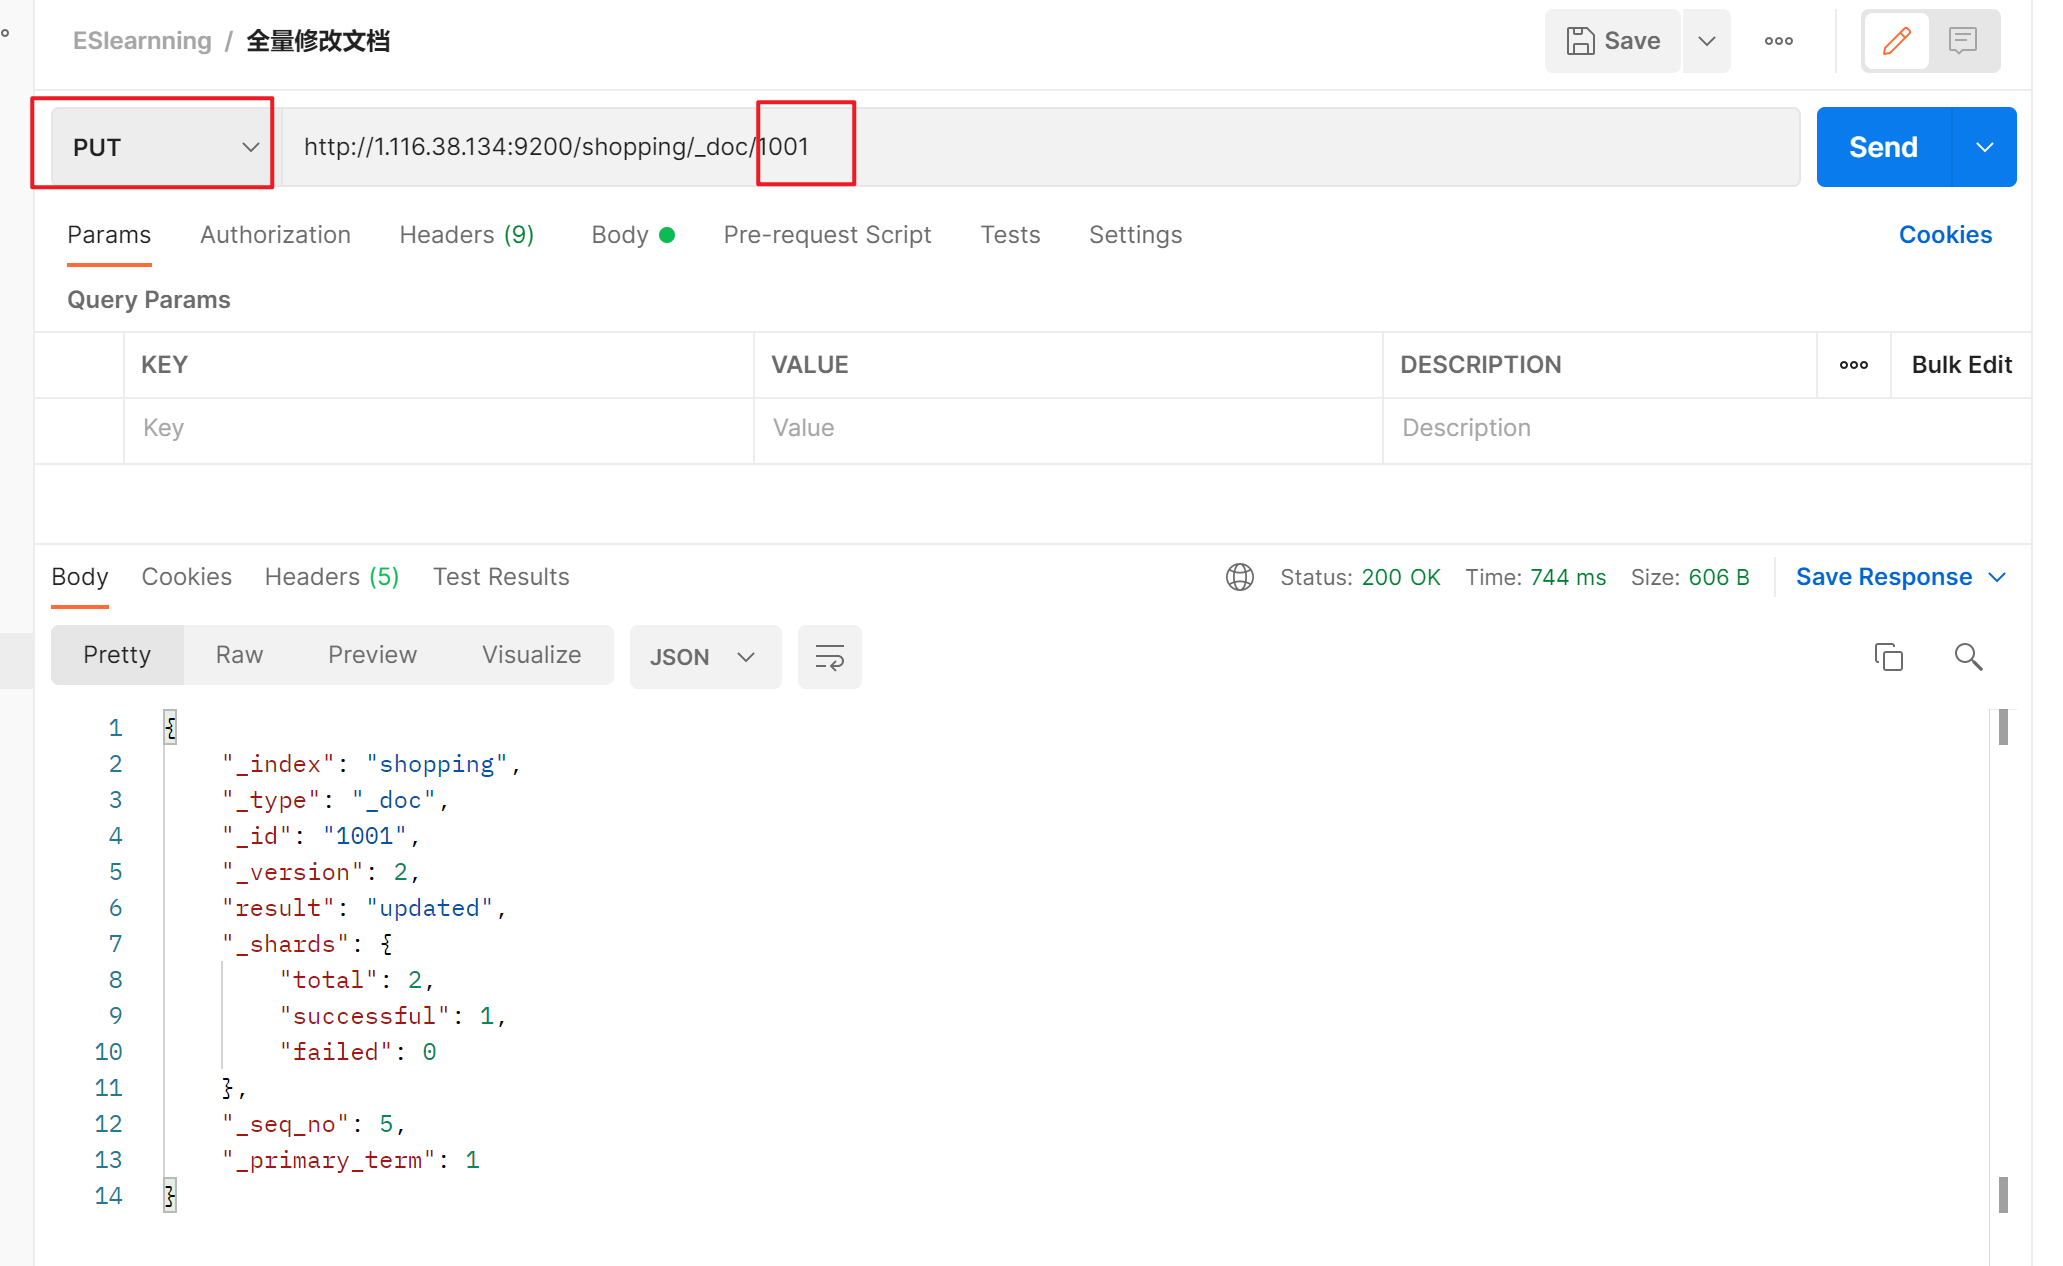 ESlearnning / 全量修改文档
Save
PUT
http://1.116.38.134:9200/shopping/_doc/1001
Send
Params Authorization Headers (9) Body Pre-request Script Tests Settings Cookies
Query Params
KEY VALUE DESCRIPTION Bulk Edit
Key Value Description
Body Cookies Headers (5) Test Results Status: 200 OK Time: 744 ms Size: 606 B Save Response
Pretty Raw Preview Visualize JSON
1 {
2 "_index": "shopping",
3 "_type": "_doc",
4 "_id": "1001",
5 "_version": 2,
6 "result": "updated",
7 "_shards": {
8 "total": 2,
9 "successful": 1,
10 "failed": 0
11 },
12 "_seq_no": 5,
13 "_primary_term": 1
14 }